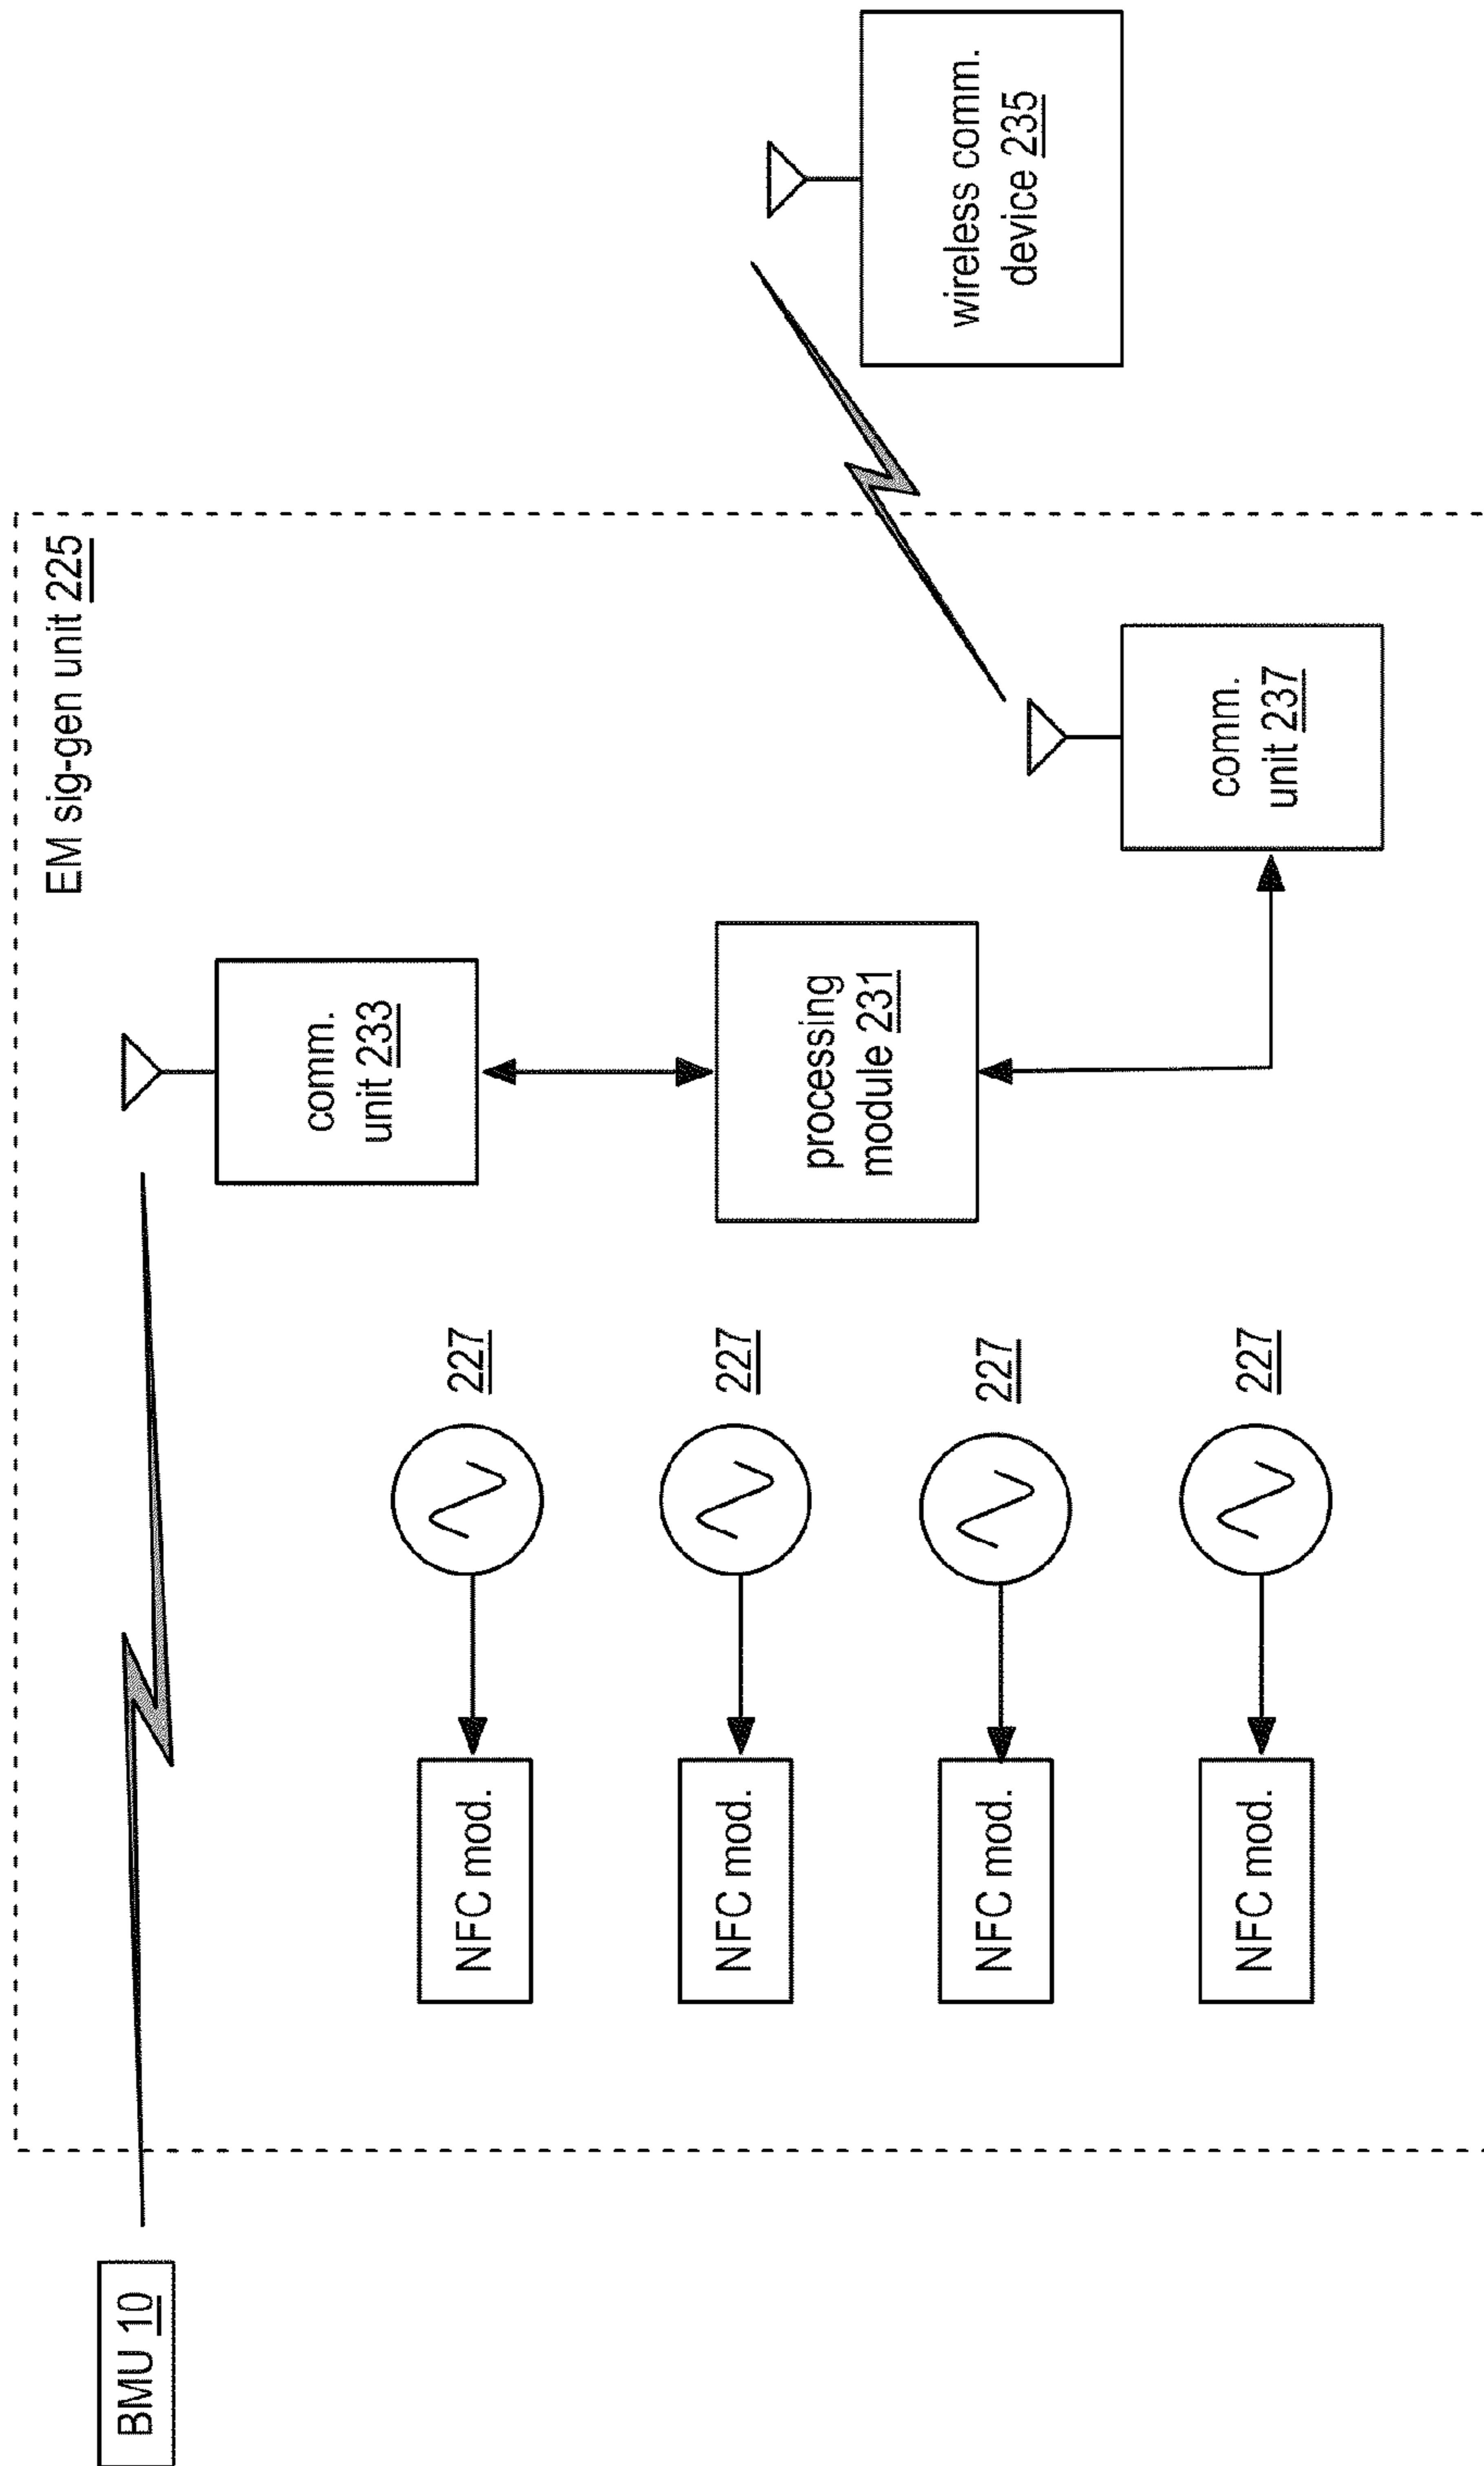 EM sig-gen unit 225
BMU 10
comm.
unit 233
227
NFC mod.
227
NFC mod.
processing
module 231
227
NFC mod.
227
NFC mod.
comm.
unit 237
wireless comm.
device 235